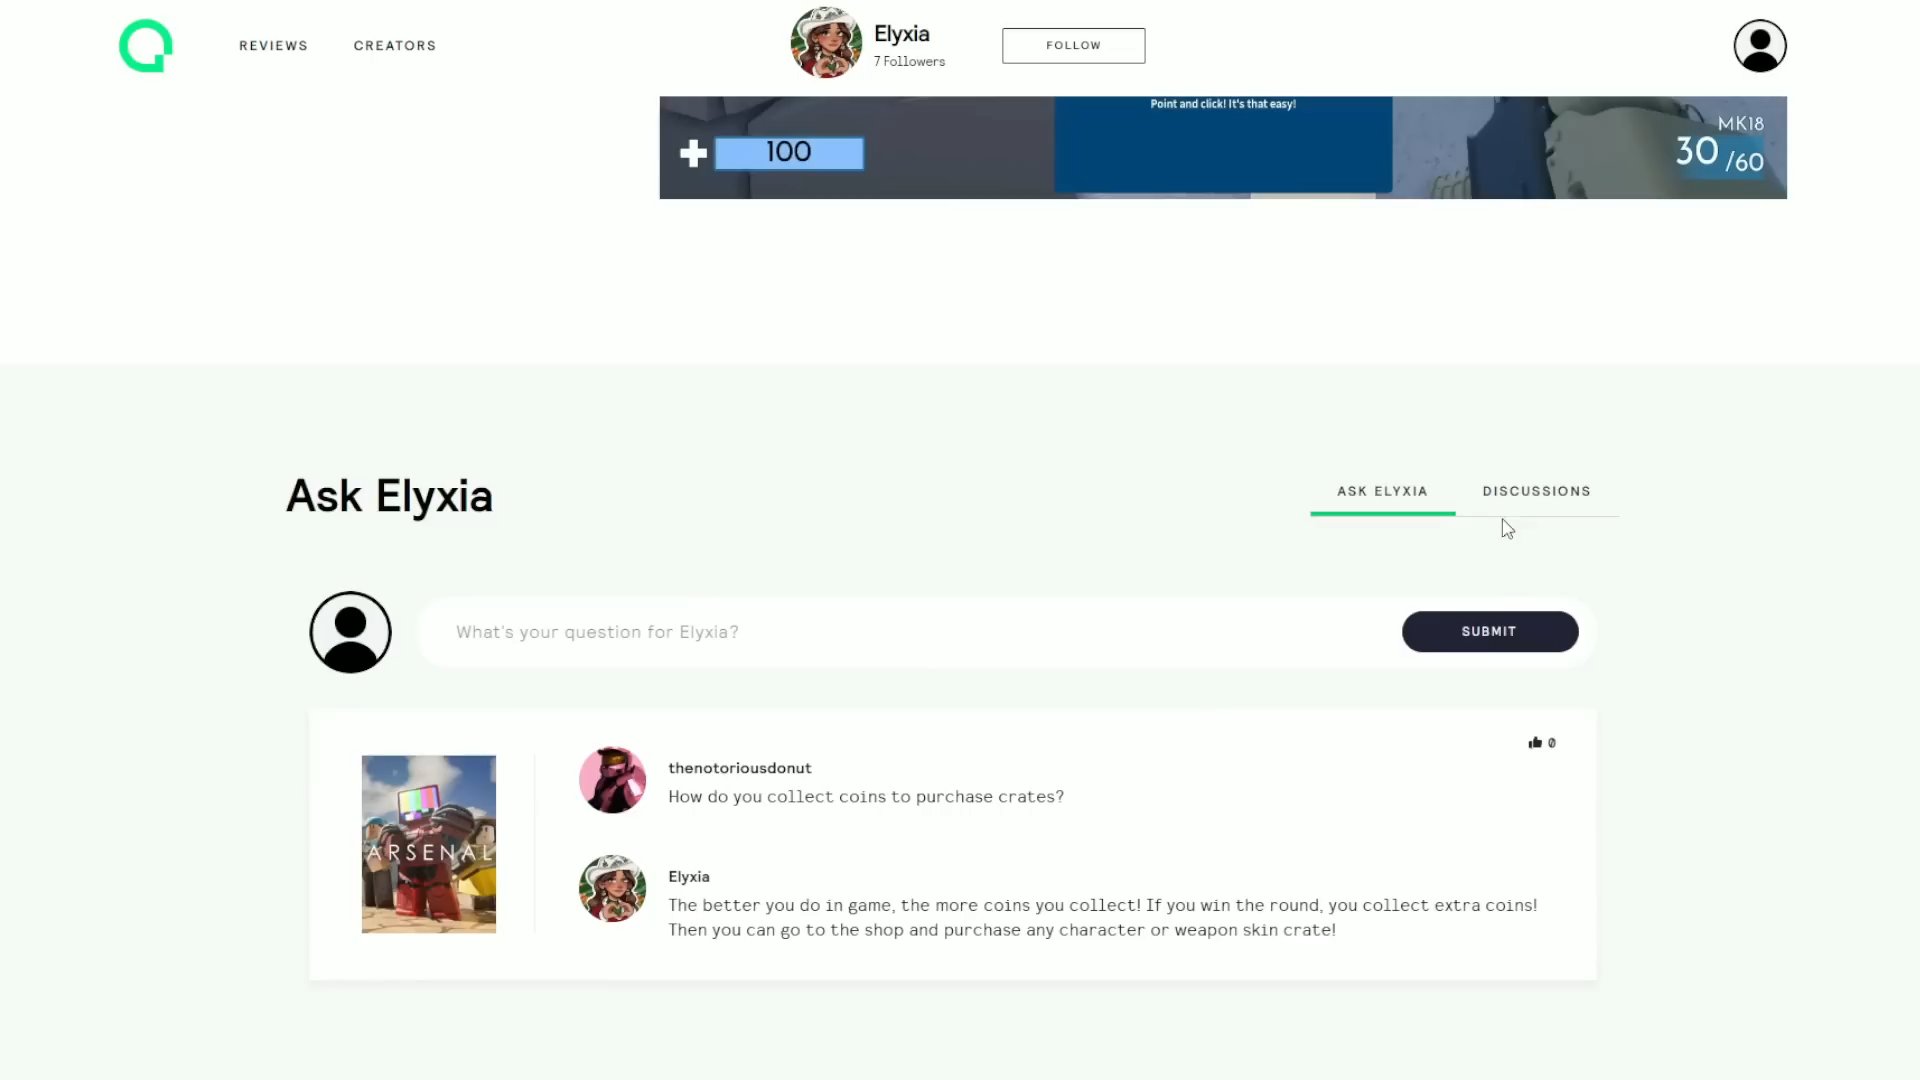 REVIEWS
CREATORS
Elyxia
7 Followers
FOLLOW
Point and click! It's that easy!
100
MK18
30 /60
Ask Elyxia
ASK ELYXIA
DISCUSSIONS
What's your question for Elyxia?
SUBMIT
0
ARSENAL
thenotoriousdonut
How do you collect coins to purchase crates?
Elyxia
The better you do in game, the more coins you collect! If you win the round, you collect extra coins!
Then you can go to the shop and purchase any character or weapon skin crate!